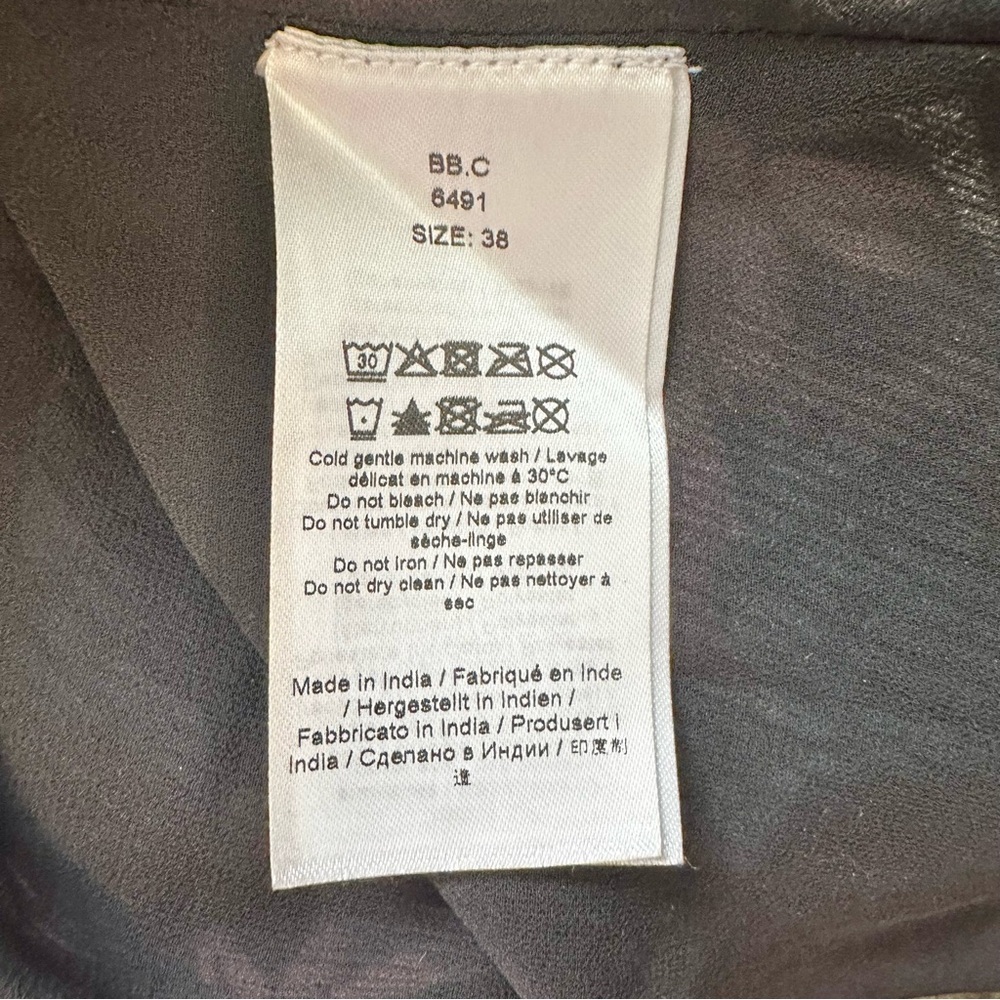 BB.C
6491
SIZE: 38
30
Cold gentle machine wash / Lavage
délicat en machine à 30°C
Do not bleach / Ne pas blanchir
Do not tumble dry / Ne pas utiliser de
sèche-linge
Do not iron / Ne pas repasser
Do not dry clean / Ne pas nettoyer à
sec
Made in India / Fabriqué en Inde
/ Hergestellt in Indien /
Fabbricato in India / Produsert i
India / Сделано в Индии / 印度制
造